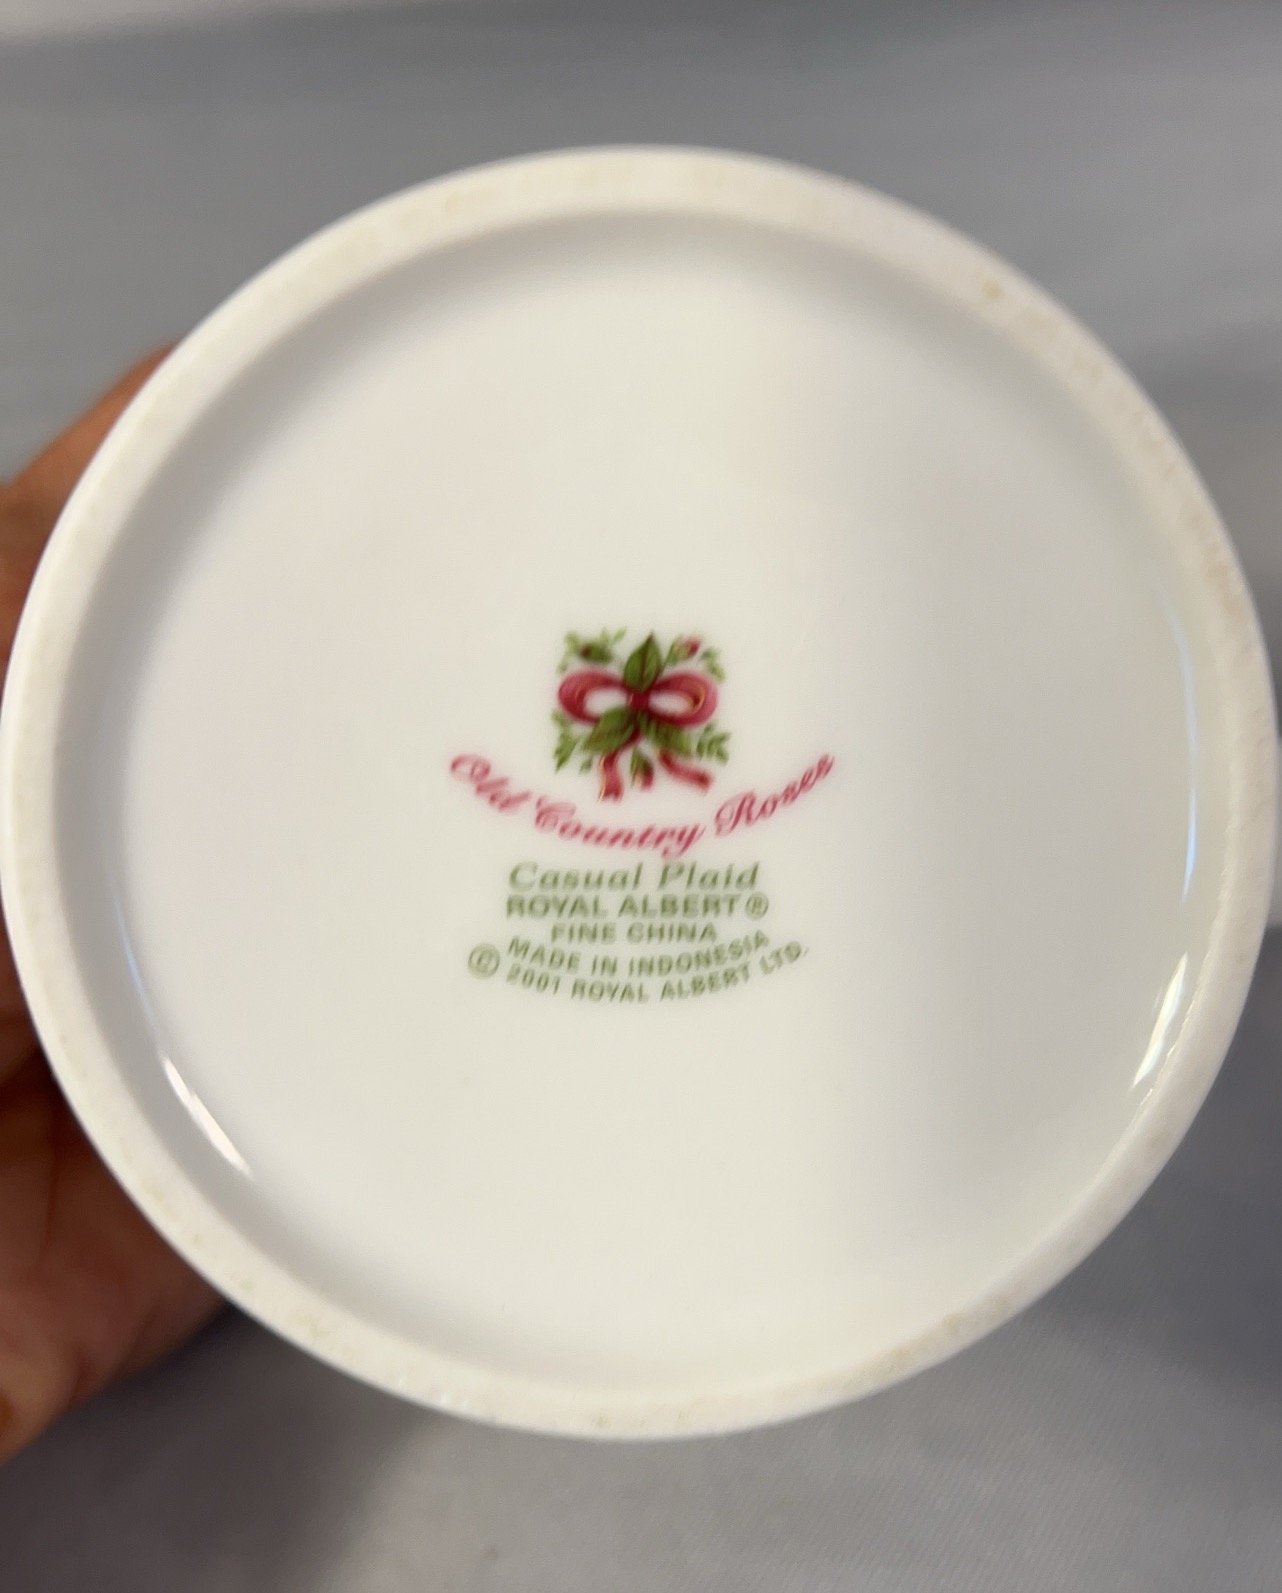 Old Country Roses
Casual Plaid
ROYAL ALBERT®
FINE CHINA
MADE IN INDONESIA
© 2001 ROYAL ALBERT LTD.